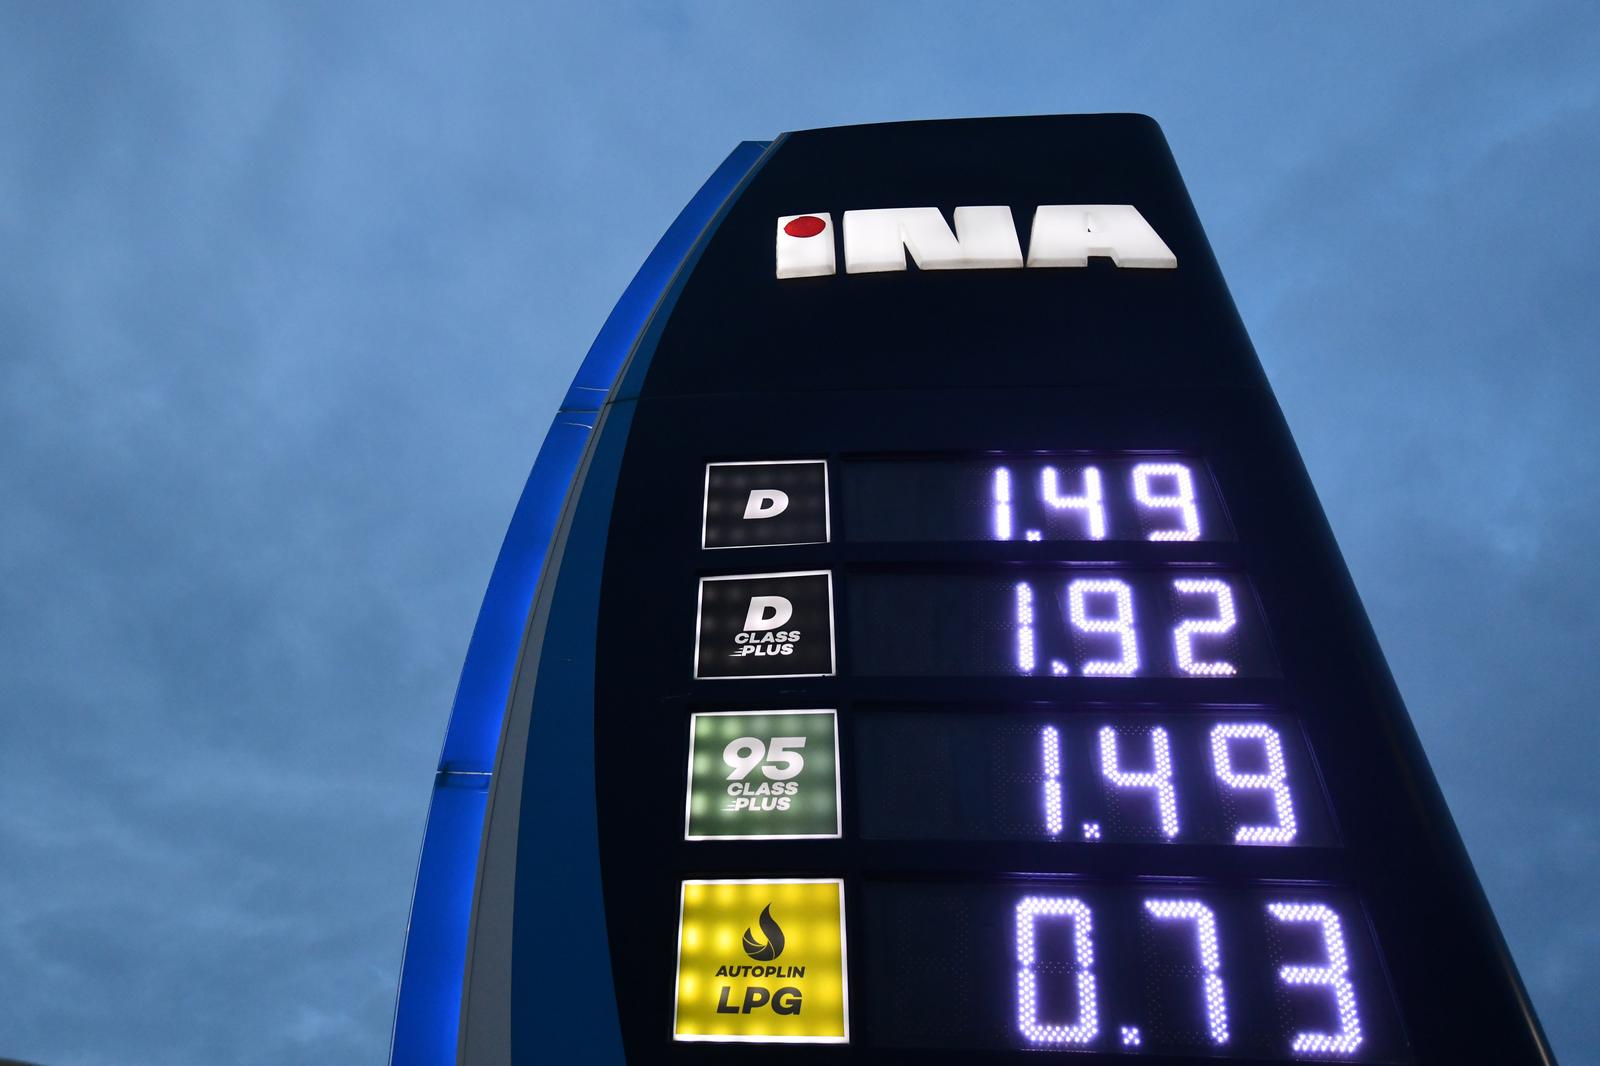 INA
D 1.49
D 1.92
CLASS
PLUS
95 1.49
CLASS
PLUS
AUTOPLIN
LPG 0.73